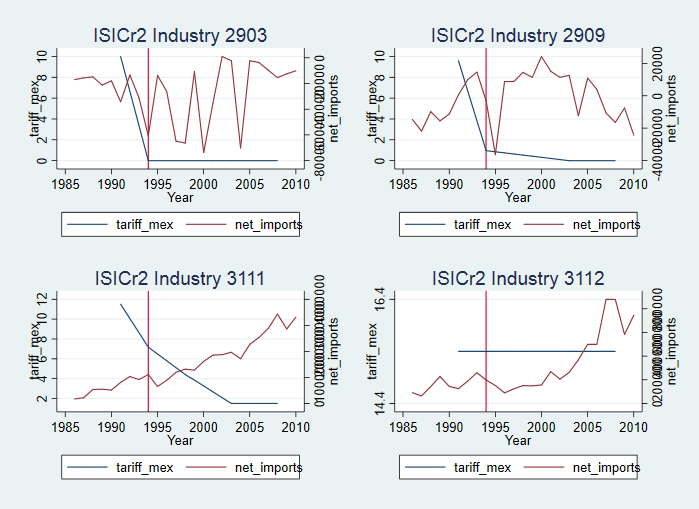 ISICr2 Industry 2903
10
8
6
4
2
0
tariff_mex
net_imports
1985 1990 1995 2000 2005 2010
Year
tariff_mex net_imports
ISICr2 Industry 2909
10
8
6
4
2
0
tariff_mex
20000
0
-20000
-40000
net_imports
1985 1990 1995 2000 2005 2010
Year
tariff_mex net_imports
ISICr2 Industry 3111
12
10
8
6
4
2
tariff_mex
net_imports
1985 1990 1995 2000 2005 2010
Year
tariff_mex net_imports
ISICr2 Industry 3112
16.4
14.4
tariff_mex
net_imports
1985 1990 1995 2000 2005 2010
Year
tariff_mex net_imports